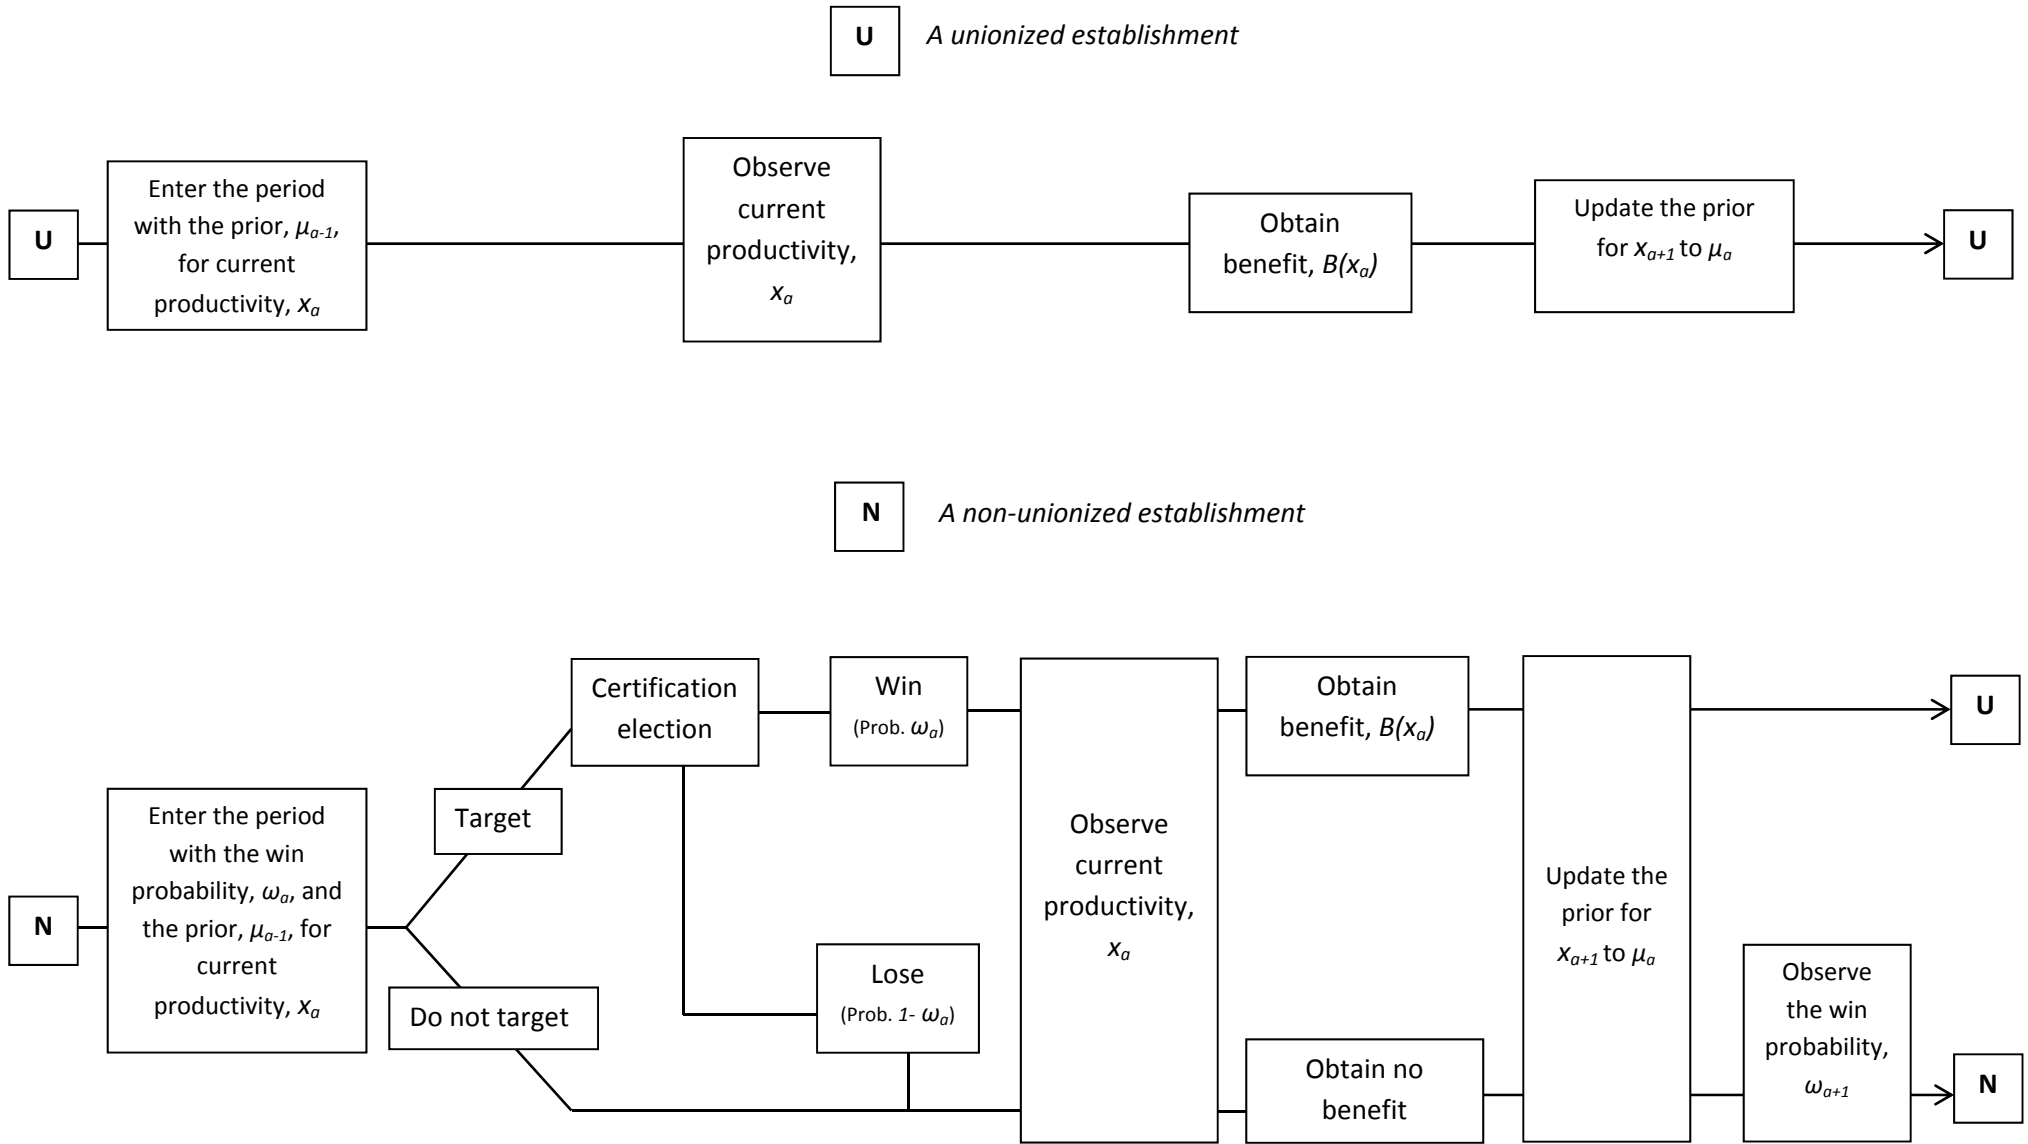 U A unionized establishment
U
Enter the period
with the prior, μa-1,
for current
productivity, xa
Observe
current
productivity,
xa
Obtain
benefit, B(xa)
Update the prior
for xa+1 to μa
U
N A non-unionized establishment
N
Enter the period
with the win
probability, ωa, and
the prior, μa-1, for
current
productivity, xa
Target
Do not target
Certification
election
Win
(Prob. ωa)
Lose
(Prob. 1- ωa)
Observe
current
productivity,
xa
Obtain
benefit, B(xa)
Obtain no
benefit
Update the
prior for
xa+1 to μa
U
Observe
the win
probability,
ωa+1
N